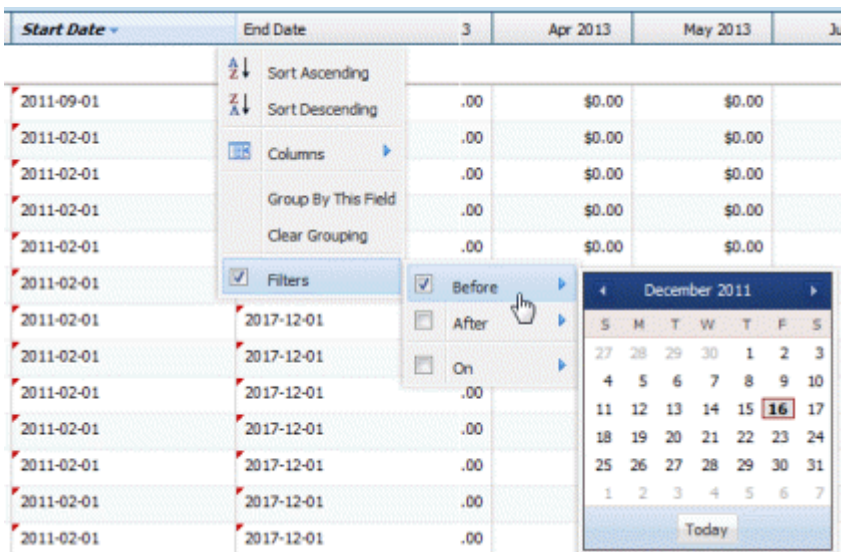 Start Date End Date 3 Apr 2013 May 2013 Ju
Sort Ascending
2011-09-01 Sort Descending .00 $0.00 $0.00
2011-02-01 .00 $0.00 $0.00
Columns
2011-02-01 .00 $0.00 $0.00
Group By This Field
2011-02-01 .00 $0.00 $0.00
Clear Grouping
2011-02-01 .00 $0.00 $0.00
2011-02-01 Filters Before December 2011
2011-02-01 2017-12-01 After S M T W T F S
27 28 29 30 1 2 3
2011-02-01 2017-12-01 On
4 5 6 7 8 9 10
2011-02-01 2017-12-01 .00
11 12 13 14 15 16 17
2011-02-01 2017-12-01 .00
18 19 20 21 22 23 24
2011-02-01 2017-12-01 .00
25 26 27 28 29 30 31
2011-02-01 2017-12-01 .00
1 2 3 4 5 6 7
2011-02-01 2017-12-01 .00
Today